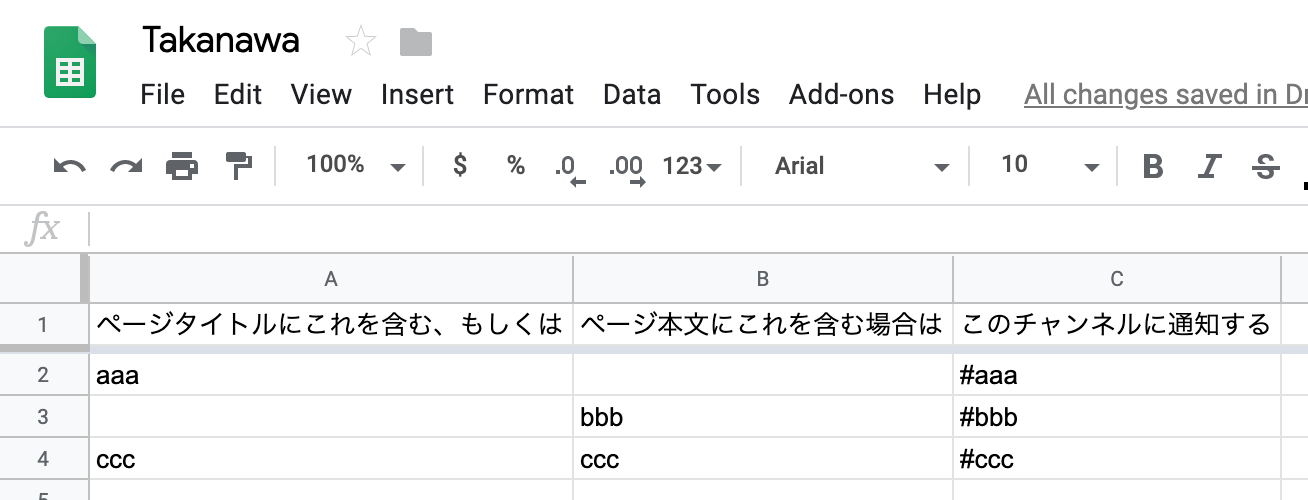 Takanawa
File Edit View Insert Format Data Tools Add-ons Help All changes saved in Dr
100% $ % .0 .00 123 Arial 10 B I S
fx
A B C
1 ページタイトルにこれを含む、もしくは ページ本文にこれを含む場合は このチャンネルに通知する
2 aaa #aaa
3 bbb #bbb
4 ccc ccc #ccc
5